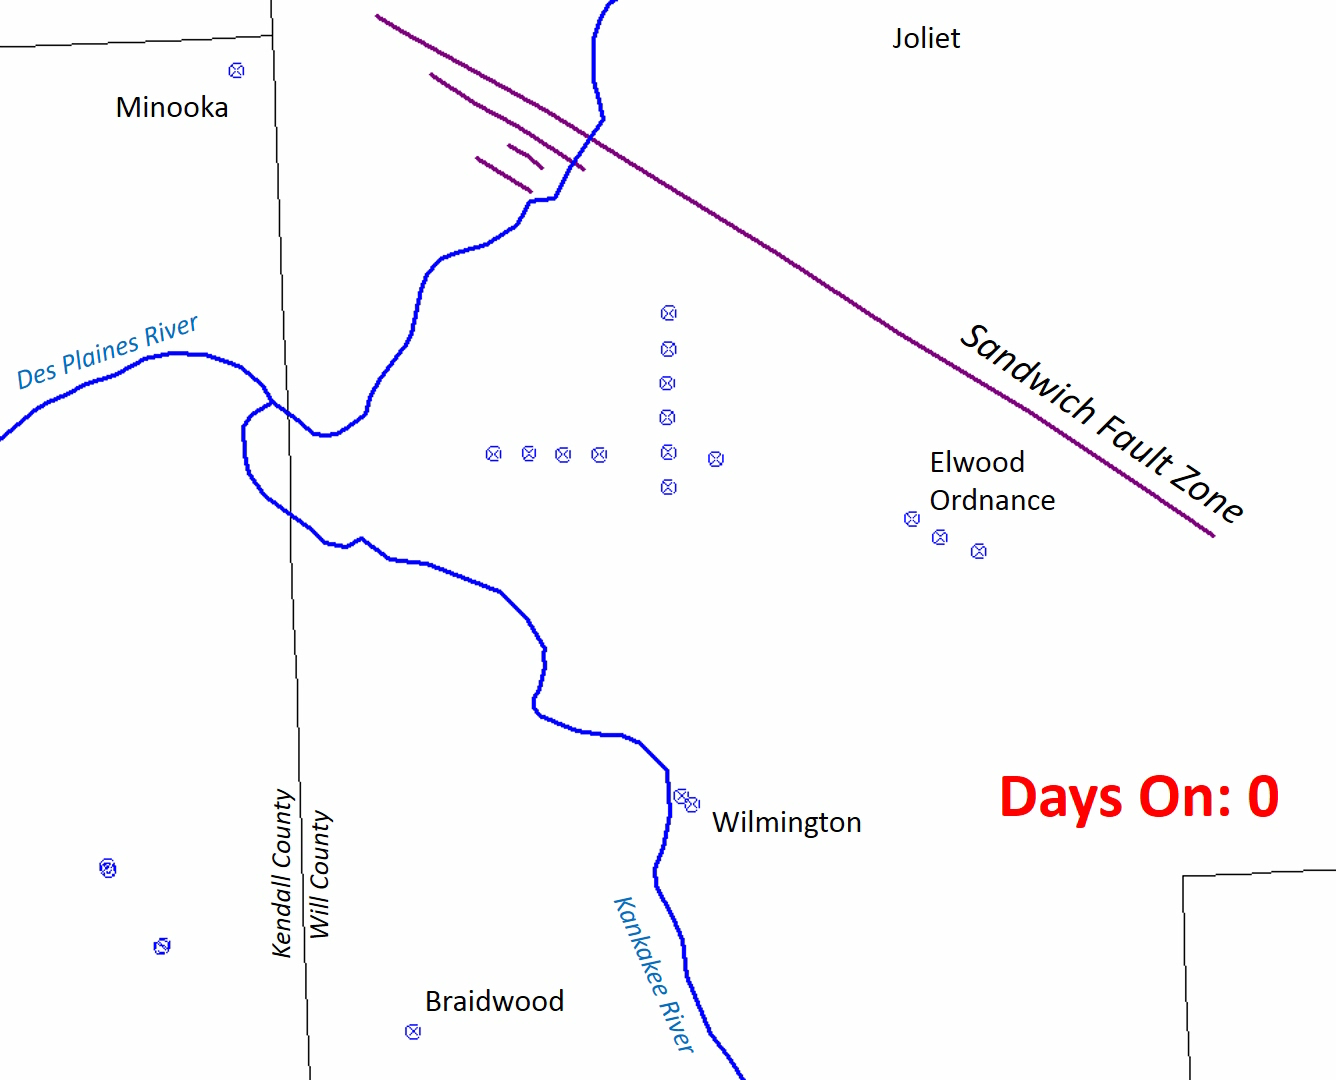 Joliet
Minooka
Des Plaines River
Sandwich Fault Zone
Elwood
Ordnance
Days On: 0
Wilmington
Kendall County
Will County
Kankakee River
Braidwood